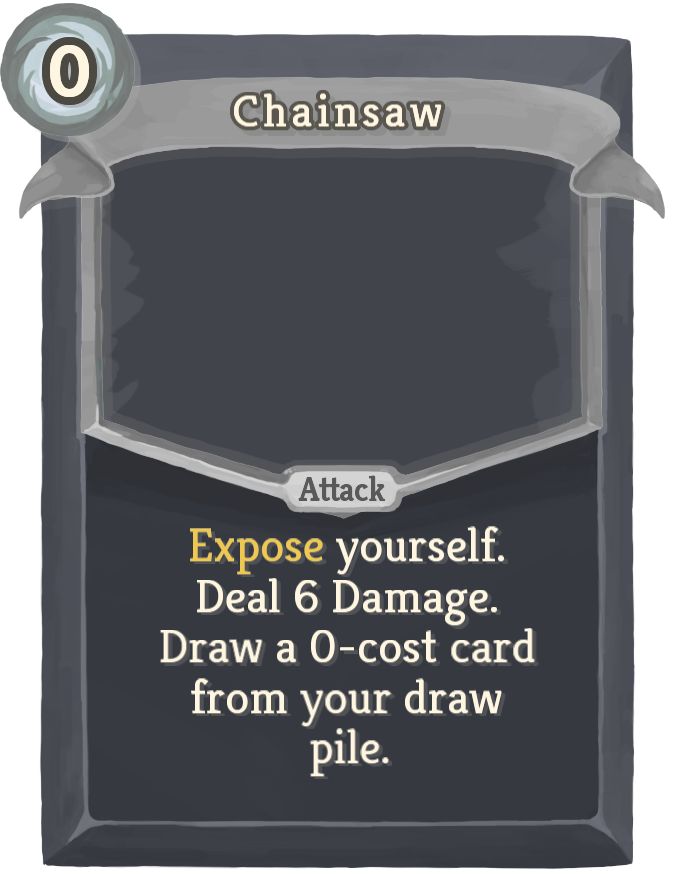 0
Chainsaw
Attack
Expose yourself.
Deal 6 Damage.
Draw a 0-cost card
from your draw
pile.